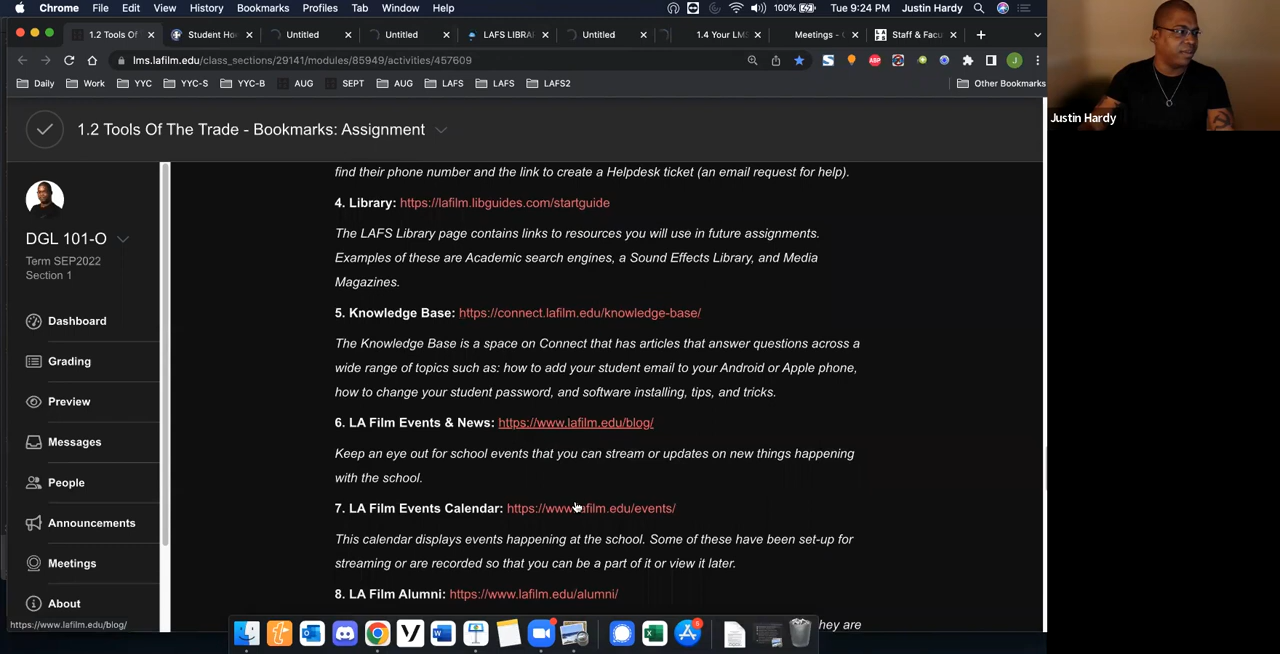 Chrome File Edit View History Bookmarks Profiles Tab Window Help 100% Tue 9:24 PM Justin Hardy
1.2 Tools Of Student Ho Untitled Untitled LAFS LIBRA Untitled 1.4 Your LM Meetings - Staff & Facu
lms.lafilm.edu/class_sections/29141/modules/85949/activities/457609
Daily Work YYC YYC-S YYC-B AUG SEPT AUG LAFS LAFS LAFS2 Other Bookmarks
Justin Hardy
1.2 Tools Of The Trade - Bookmarks: Assignment
find their phone number and the link to create a Helpdesk ticket (an email request for help).
4. Library: https://lafilm.libguides.com/startguide
The LAFS Library page contains links to resources you will use in future assignments.
Examples of these are Academic search engines, a Sound Effects Library, and Media
Magazines.
5. Knowledge Base: https://connect.lafilm.edu/knowledge-base/
The Knowledge Base is a space on Connect that has articles that answer questions across a
wide range of topics such as: how to add your student email to your Android or Apple phone,
how to change your student password, and software installing, tips, and tricks.
6. LA Film Events & News: https://www.lafilm.edu/blog/
Keep an eye out for school events that you can stream or updates on new things happening
with the school.
7. LA Film Events Calendar: https://www.lafilm.edu/events/
This calendar displays events happening at the school. Some of these have been set-up for
streaming or are recorded so that you can be a part of it or view it later.
8. LA Film Alumni: https://www.lafilm.edu/alumni/
hey are
DGL 101-O
Term SEP2022
Section 1
Dashboard
Grading
Preview
Messages
People
Announcements
Meetings
About
https://www.lafilm.edu/blog/